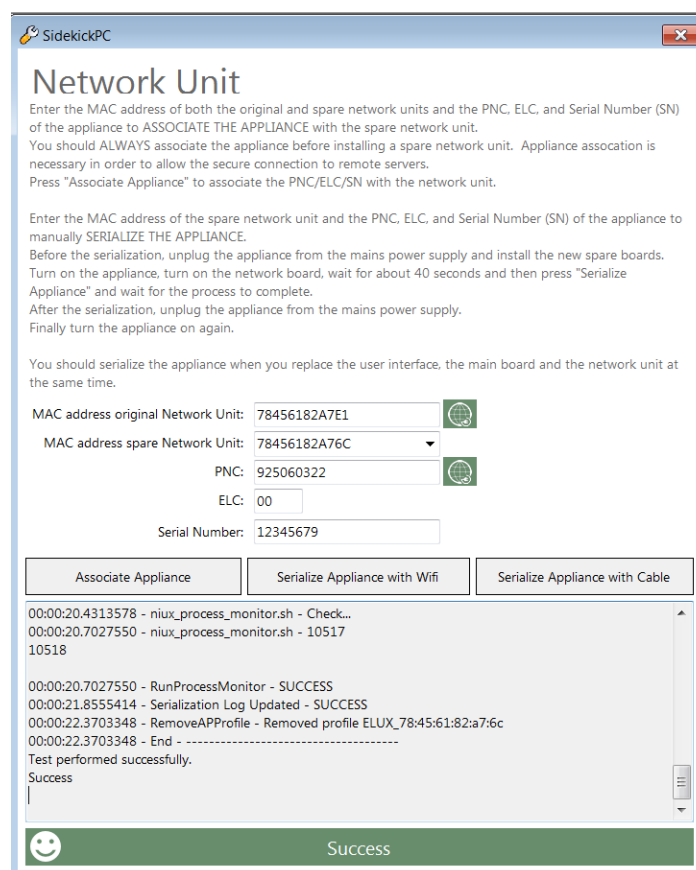 SidekickPC
Network Unit
Enter the MAC address of both the original and spare network units and the PNC, ELC, and Serial Number (SN)
of the appliance to ASSOCIATE THE APPLIANCE with the spare network unit.
You should ALWAYS associate the appliance before installing a spare network unit.  Appliance assocation is
necessary in order to allow the secure connection to remote servers.
Press "Associate Appliance" to associate the PNC/ELC/SN with the network unit.
Enter the MAC address of the spare network unit and the PNC, ELC, and Serial Number (SN) of the appliance to
manually SERIALIZE THE APPLIANCE.
Before the serialization, unplug the appliance from the mains power supply and install the new spare boards.
Turn on the appliance, turn on the network board, wait for about 40 seconds and then press "Serialize
Appliance" and wait for the process to complete.
After the serialization, unplug the appliance from the mains power supply.
Finally turn the appliance on again.
You should serialize the appliance when you replace the user interface, the main board and the network unit at
the same time.
MAC address original Network Unit: 78456182A7E1
MAC address spare Network Unit: 78456182A76C
PNC: 925060322
ELC: 00
Serial Number: 12345679
Associate Appliance Serialize Appliance with Wifi Serialize Appliance with Cable
00:00:20.4313578 - niux_process_monitor.sh - Check...
00:00:20.7027550 - niux_process_monitor.sh - 10517
10518
00:00:20.7027550 - RunProcessMonitor - SUCCESS
00:00:21.8555414 - Serialization Log Updated - SUCCESS
00:00:22.3703348 - RemoveAPProfile - Removed profile ELUX_78:45:61:82:a7:6c
00:00:22.3703348 - End - -------------------------------------
Test performed successfully.
Success
Success